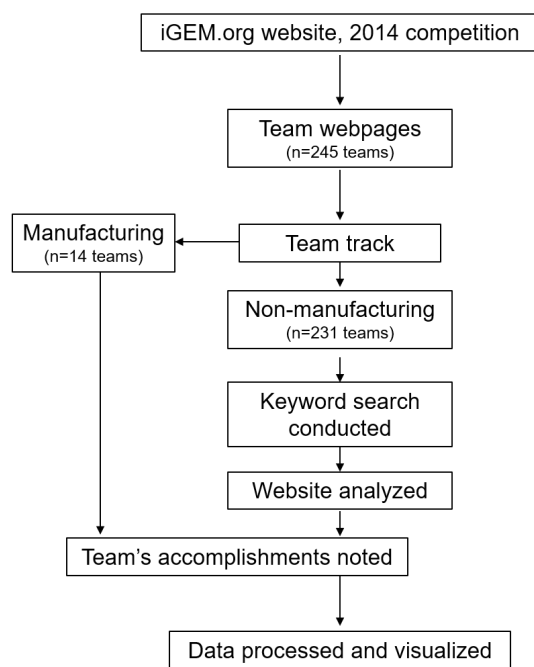 iGEM.org website, 2014 competition
Team webpages
(n=245 teams)
Manufacturing
(n=14 teams)
Team track
Non-manufacturing
(n=231 teams)
Keyword search
conducted
Website analyzed
Team’s accomplishments noted
Data processed and visualized